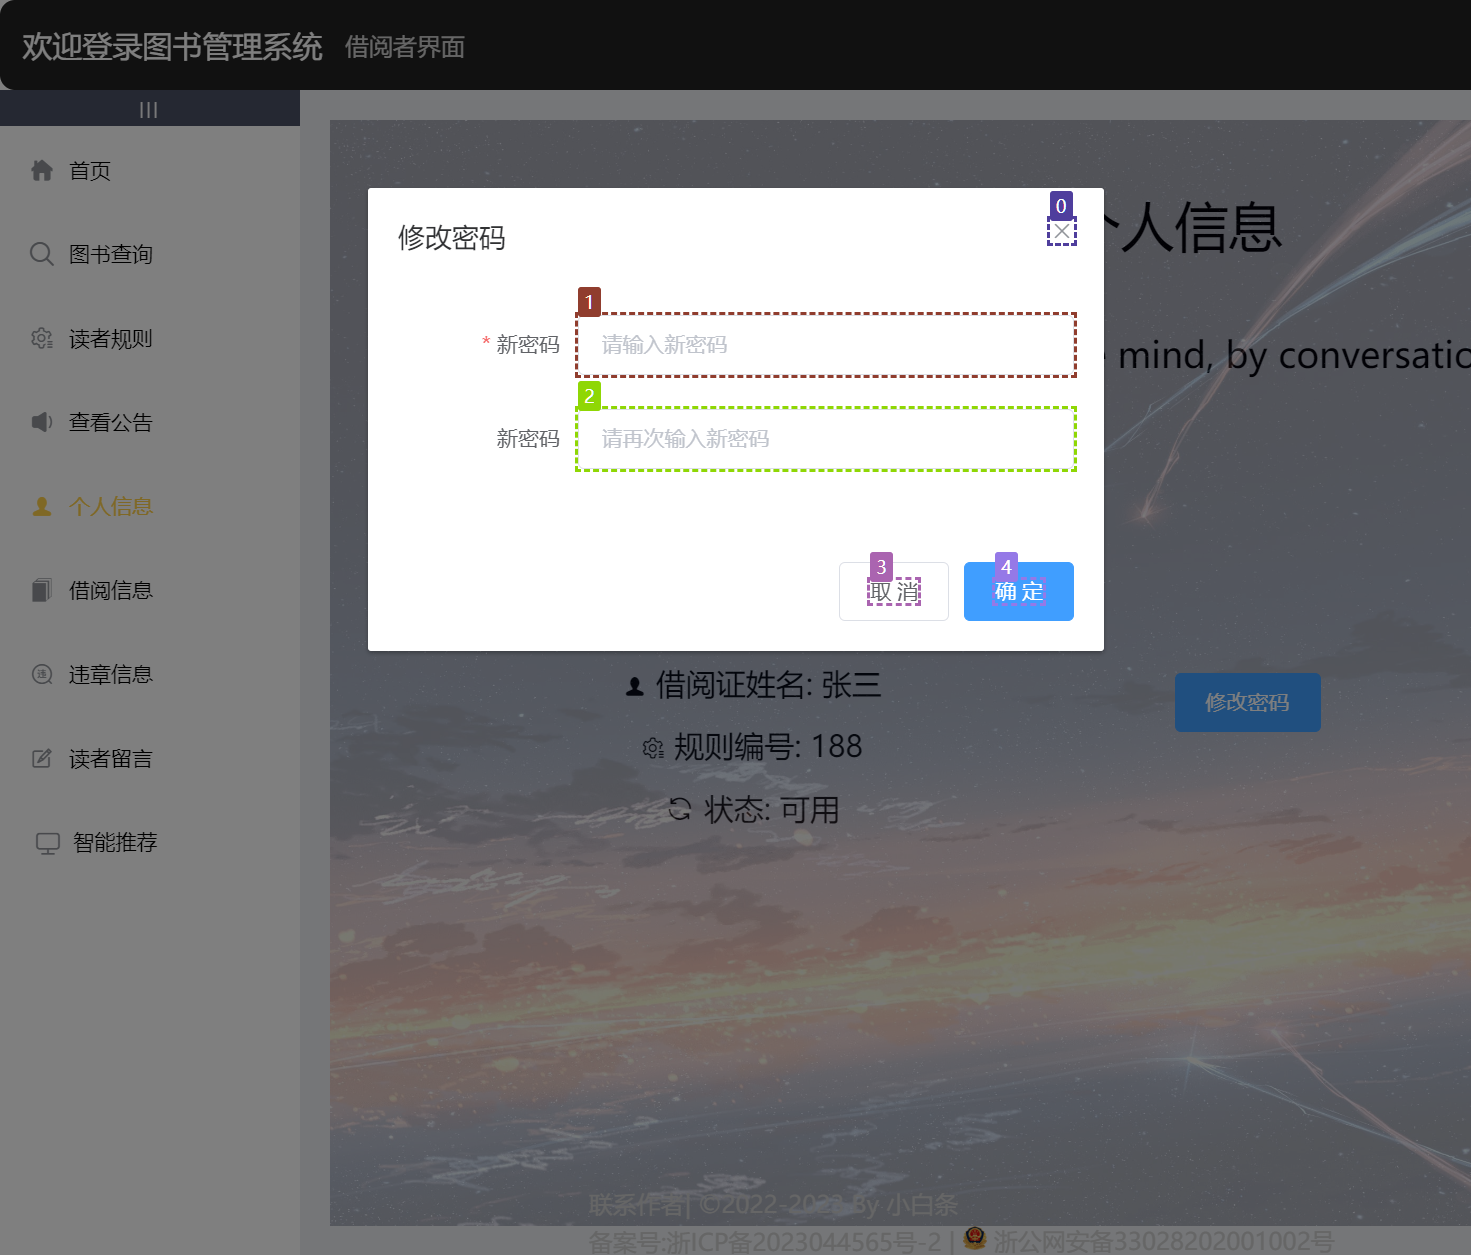 欢迎登录图书管理系统 借阅者界面
首页
图书查询
读者规则
查看公告
个人信息
借阅信息
违章信息
读者留言
智能推荐
个人信息
mind, by conversatio
修改密码
0
1
* 新密码 请输入新密码
2
新密码 请再次输入新密码
3
取 消
4
确 定
借阅证姓名: 张三
修改密码
规则编号: 188
状态: 可用
联系作者| ©2022-2023 By 小白条
备案号:浙ICP备2023044565号-2 | 浙公网安备33028202001002号